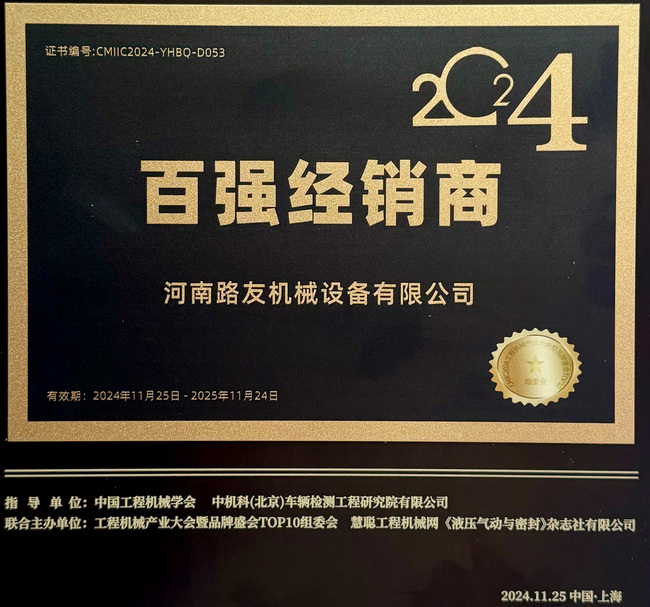 证书编号:CMIIC2024-YHBQ-D053
2024
百强经销商
河南路友机械设备有限公司
组委会
有效期：2024年11月25日 - 2025年11月24日
指 导 单 位：中国工程机械学会 中机科(北京)车辆检测工程研究院有限公司
联合主办单位：工程机械产业大会暨品牌盛会TOP10组委会 慧聪工程机械网 《液压气动与密封》杂志社有限公司
2024.11.25 中国·上海